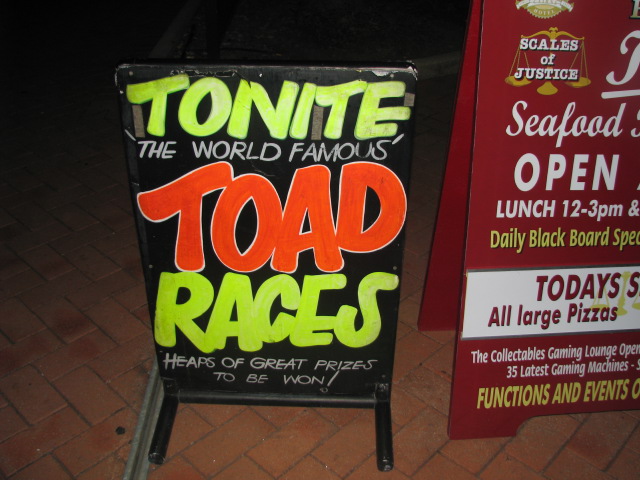 TONITE
THE WORLD FAMOUS
TOAD
RACES
HEAPS OF GREAT PRIZES
TO BE WON!
SCALES
of
JUSTICE
Seafood
OPEN
LUNCH 12-3pm &
Daily Black Board Spec
TODAYS S
All large Pizzas
The Collectables Gaming Lounge Open
35 Latest Gaming Machines - S
FUNCTIONS AND EVENTS O